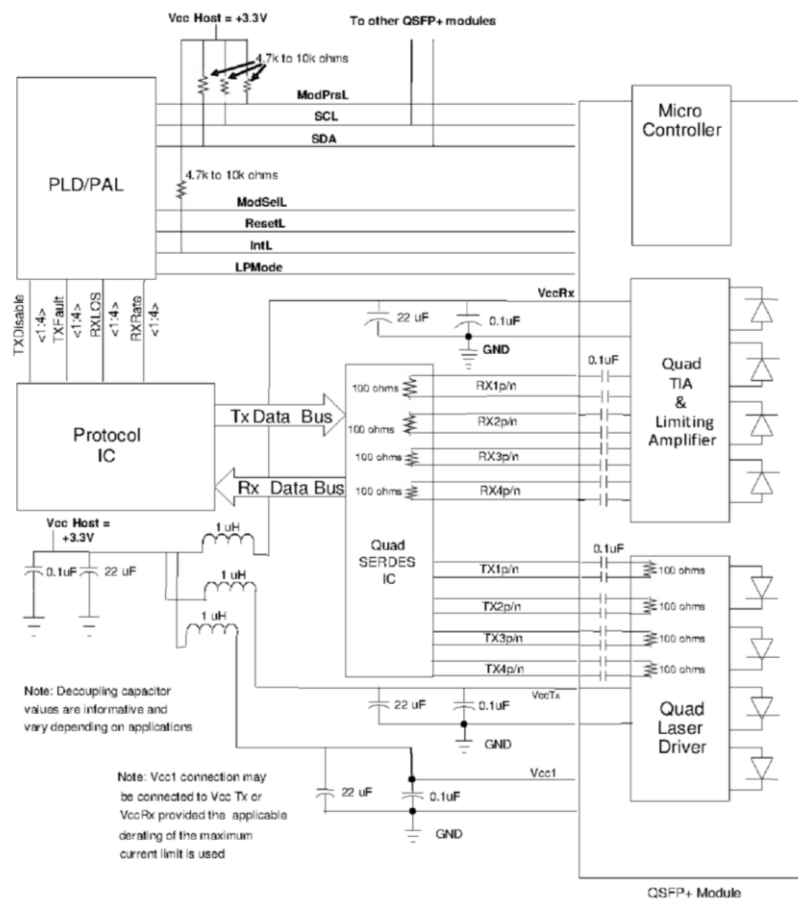 Vcc Host = +3.3V
To other QSFP+ modules
4.7k to 10k ohms
ModPrsL
SCL
SDA
Micro
Controller
PLD/PAL
4.7k to 10k ohms
ModSelL
ResetL
IntL
LPMode
TXDisable
<1:4>
TXFault
<1:4>
RXLOS
<1:4>
RXRate
<1:4>
VccRx
22 uF
0.1uF
GND
0.1uF
Quad
TIA
&
Limiting
Amplifier
100 ohms
RX1p/n
100 ohms
RX2p/n
100 ohms
RX3p/n
100 ohms
RX4p/n
Protocol
IC
Tx Data Bus
Rx Data Bus
Vcc Host =
+3.3V
0.1uF
22 uF
1 uH
1 uH
1 uH
Quad
SERDES
IC
0.1uF
TX1p/n
100 ohms
TX2p/n
100 ohms
TX3p/n
100 ohms
TX4p/n
100 ohms
Note: Decoupling capacitor
values are informative and
vary depending on applications
VccTx
22 uF
0.1uF
GND
Quad
Laser
Driver
Note: Vcc1 connection may
be connected to Vcc Tx or
VccRx provided the applicable
derating of the maximum
current limit is used
Vcc1
22 uF
0.1uF
GND
QSFP+ Module